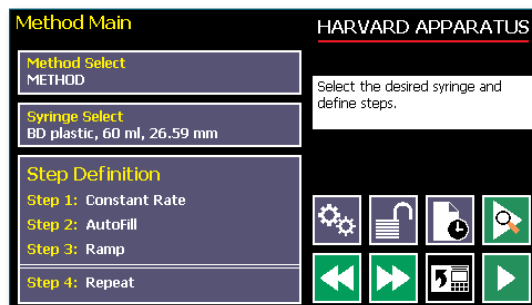 Method Main
HARVARD APPARATUS
Method Select
METHOD
Select the desired syringe and
define steps.
Syringe Select
BD plastic, 60 ml, 26.59 mm
Step Definition
Step 1: Constant Rate
Step 2: AutoFill
Step 3: Ramp
Step 4: Repeat